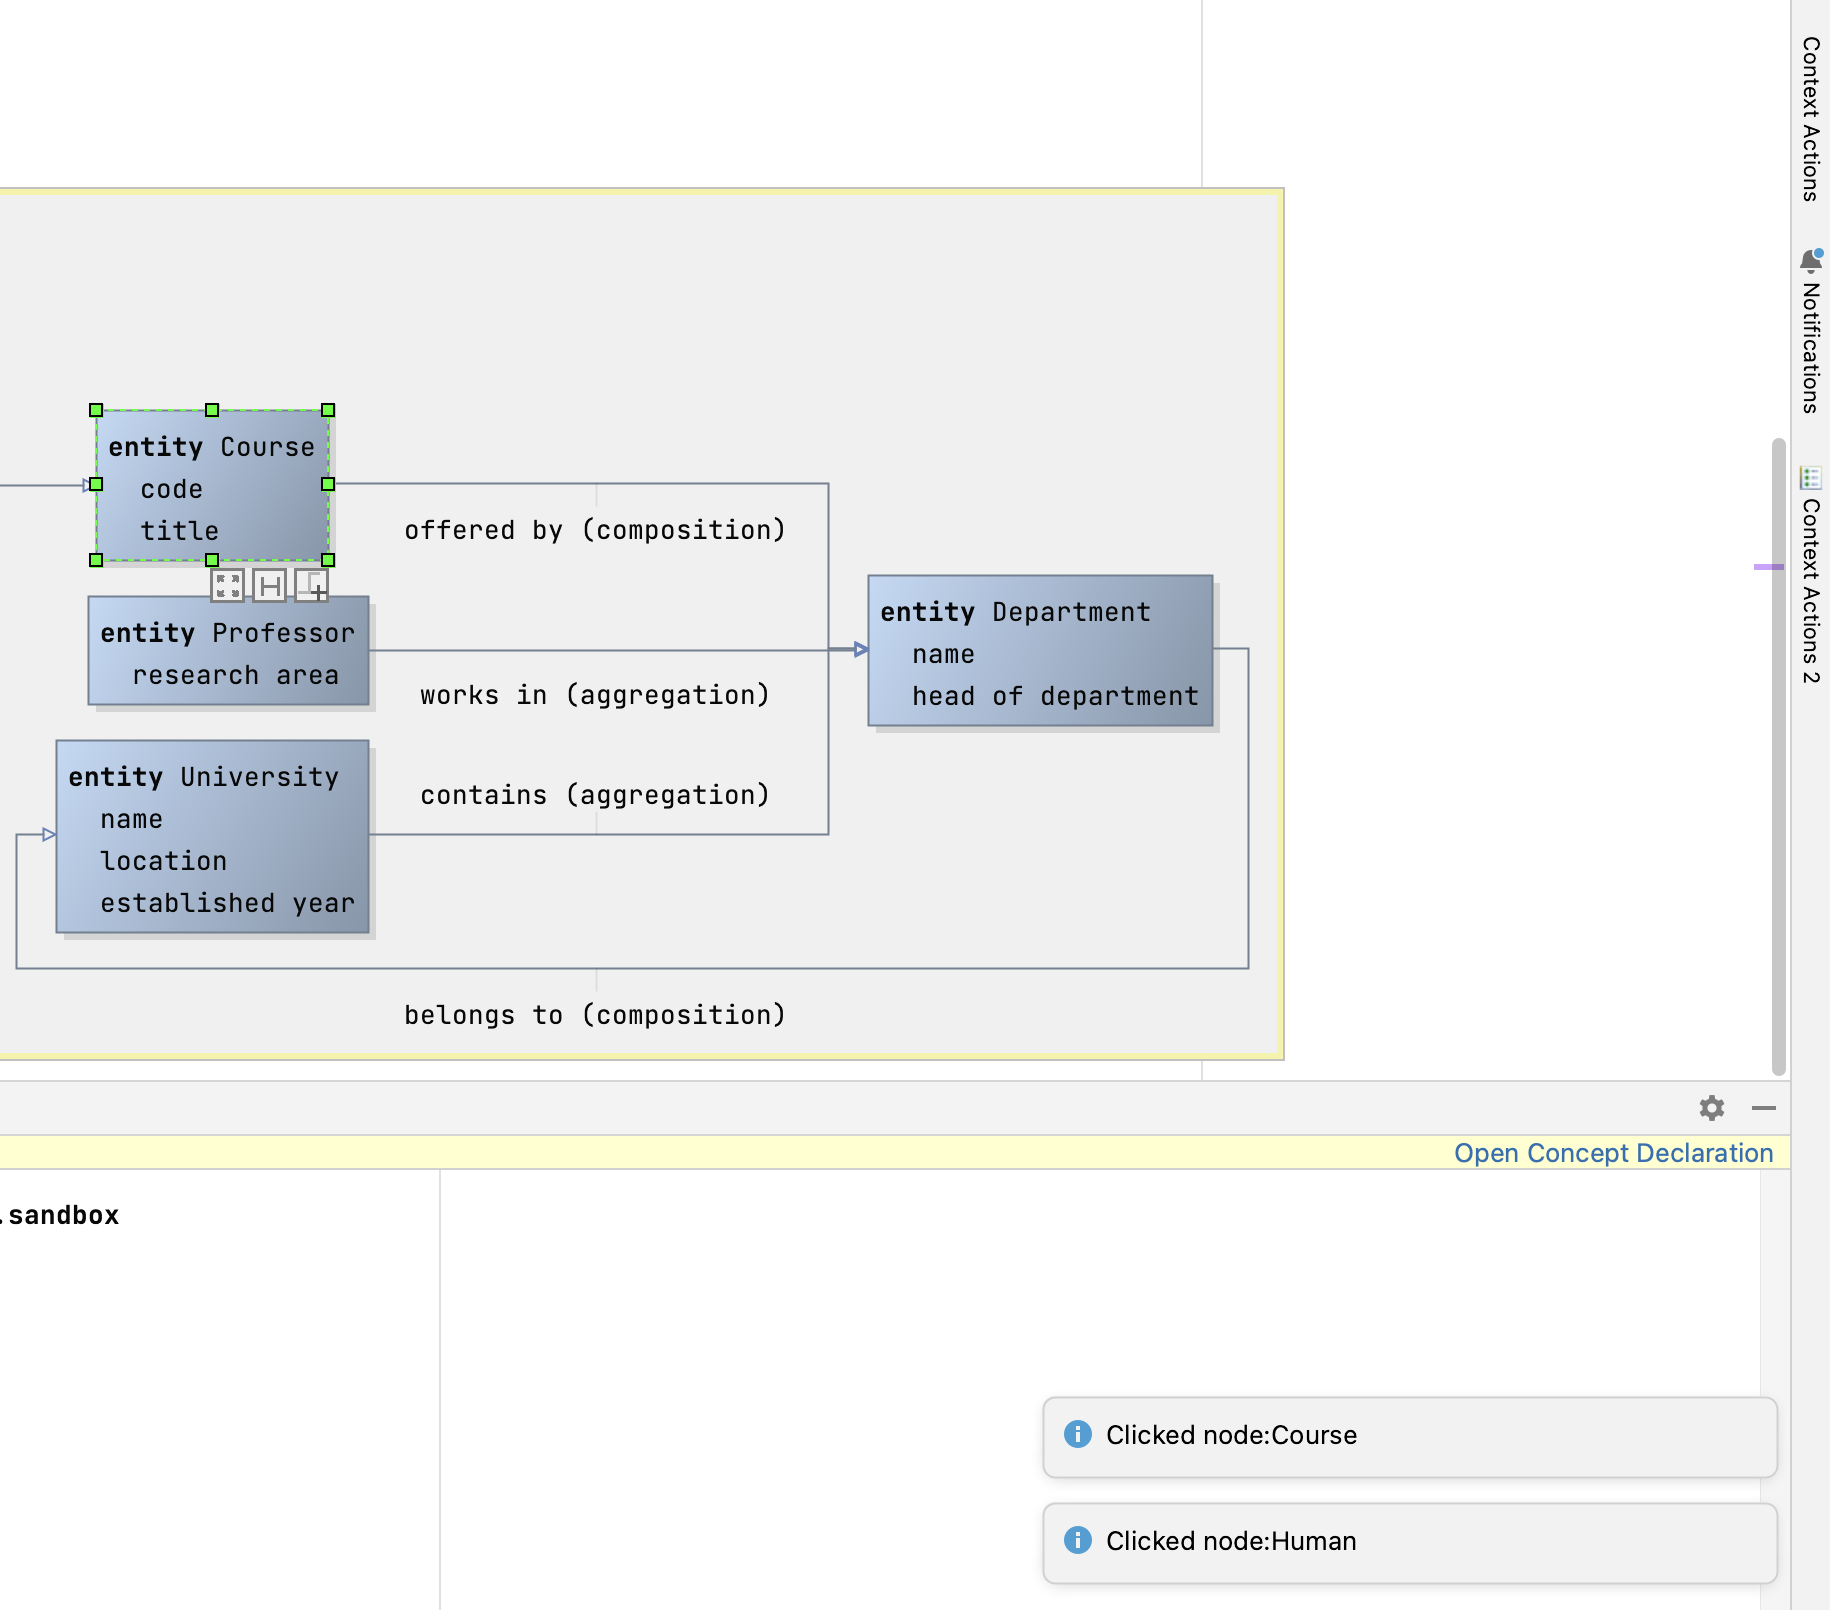 entity Course
code
title
offered by (composition)
entity Professor
research area
works in (aggregation)
entity Department
name
head of department
entity University
name
location
established year
contains (aggregation)
belongs to (composition)
Context Actions
Notifications
Context Actions 2
Open Concept Declaration
.sandbox
Clicked node:Course
Clicked node:Human